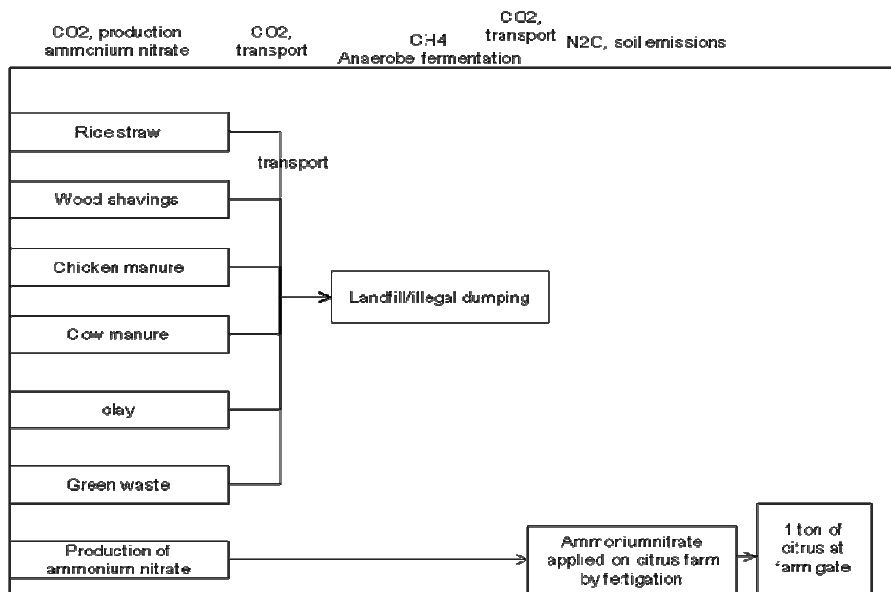 CO2, production
ammonium nitrate
CO2,
transport
CH4
Anaerobe fermentation
CO2,
transport
N2C, soil emissions
Rice straw
transport
Wood shavings
Chicken manure
Landfill/illegal dumping
Cow manure
clay
Green waste
Production of
ammonium nitrate
Ammoniumnitrate
applied on citrus farm
by fertigation
1 ton of
citrus at
farm gate